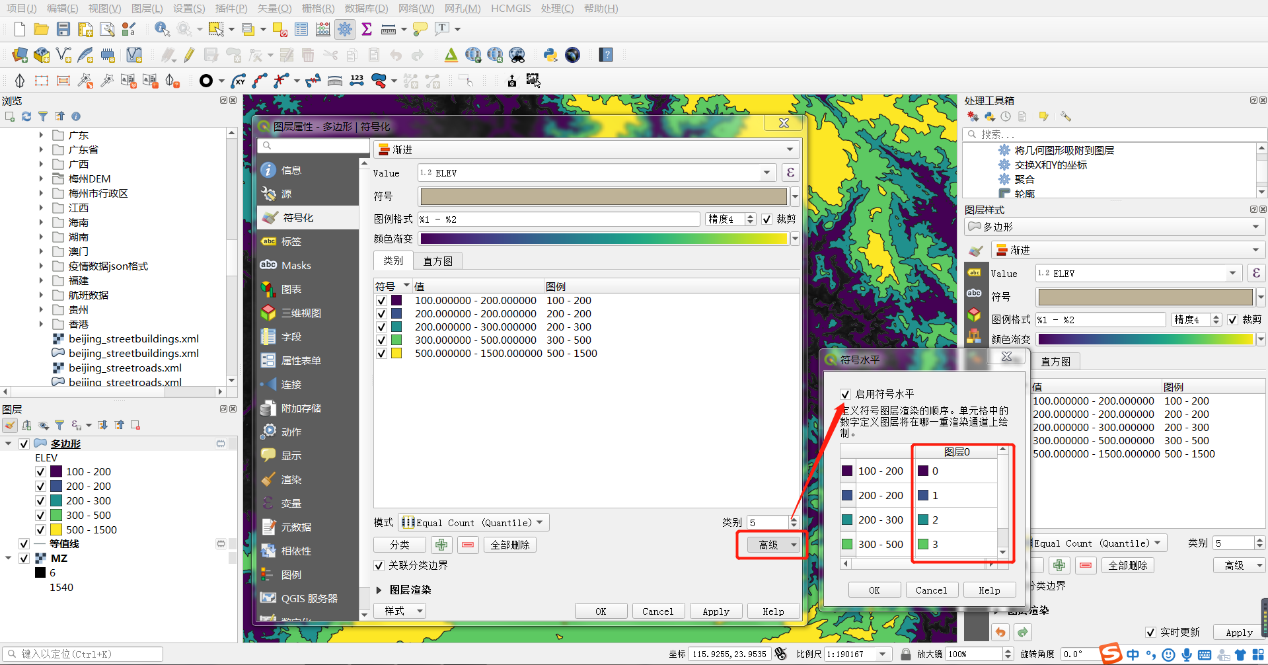 项目(J) 编辑(E) 视图(V) 图层(L) 设置(S) 插件(P) 矢量(O) 栅格(R) 数据库(D) 网络(W) 网孔(M) HCMGIS 处理(C) 帮助(H)
浏览
广东
广东省
广西
梅州DEM
梅州市行政区
江西
海南
湖南
澳门
疫情数据json格式
福建
航班数据
贵州
香港
beijing_streetbuildings.xml
beijing_streetbuildings.xml
beijing_streetroads.xml
beijing_streetroads.xml
图层
多边形
ELEV
100 - 200
200 - 200
200 - 300
300 - 500
500 - 1500
等值线
MZ
6
1540
图层属性 - 多边形 | 符号化
信息
源
符号化
标签
Masks
图表
三维视图
字段
属性表单
连接
附加存储
动作
显示
渲染
变量
元数据
相依性
图例
QGIS 服务器
渐进
Value 1.2 ELEV
符号
图例格式 %1 - %2 精度4 裁剪
颜色渐变
类别 直方图
符号 值 图例
100.000000 - 200.000000 100 - 200
200.000000 - 200.000000 200 - 200
200.000000 - 300.000000 200 - 300
300.000000 - 500.000000 300 - 500
500.000000 - 1500.000000 500 - 1500
模式 Equal Count (Quantile) 类别 5
分类 全部删除 高级
关联分类边界
图层渲染
样式 OK Cancel Apply Help
符号水平
启用符号水平
定义符号图层渲染的顺序。单元格中的
数字定义图层将在哪一重渲染通道上绘
制。
图层0
100 - 200 0
200 - 200 1
200 - 300 2
300 - 500 3
OK Cancel Help
处理工具箱
搜索...
将几何图形吸附到图层
交换X和Y的坐标
聚合
轮廓
图层样式
多边形
渐进
Value 1.2 ELEV
符号
图例格式 %1 - %2 精度4 裁剪
颜色渐变
直方图
值 图例
100.000000 - 200.000000 100 - 200
200.000000 - 200.000000 200 - 200
200.000000 - 300.000000 200 - 300
300.000000 - 500.000000 300 - 500
500.000000 - 1500.000000 500 - 1500
Equal Count (Quantile) 类别 5
全部删除 高级
分类边界
图层渲染
实时更新 Apply
键入以定位(Ctrl+K) 坐标 115.9255,23.9535 比例尺 1:190167 放大镜 100% 旋转角度 0.0° 中